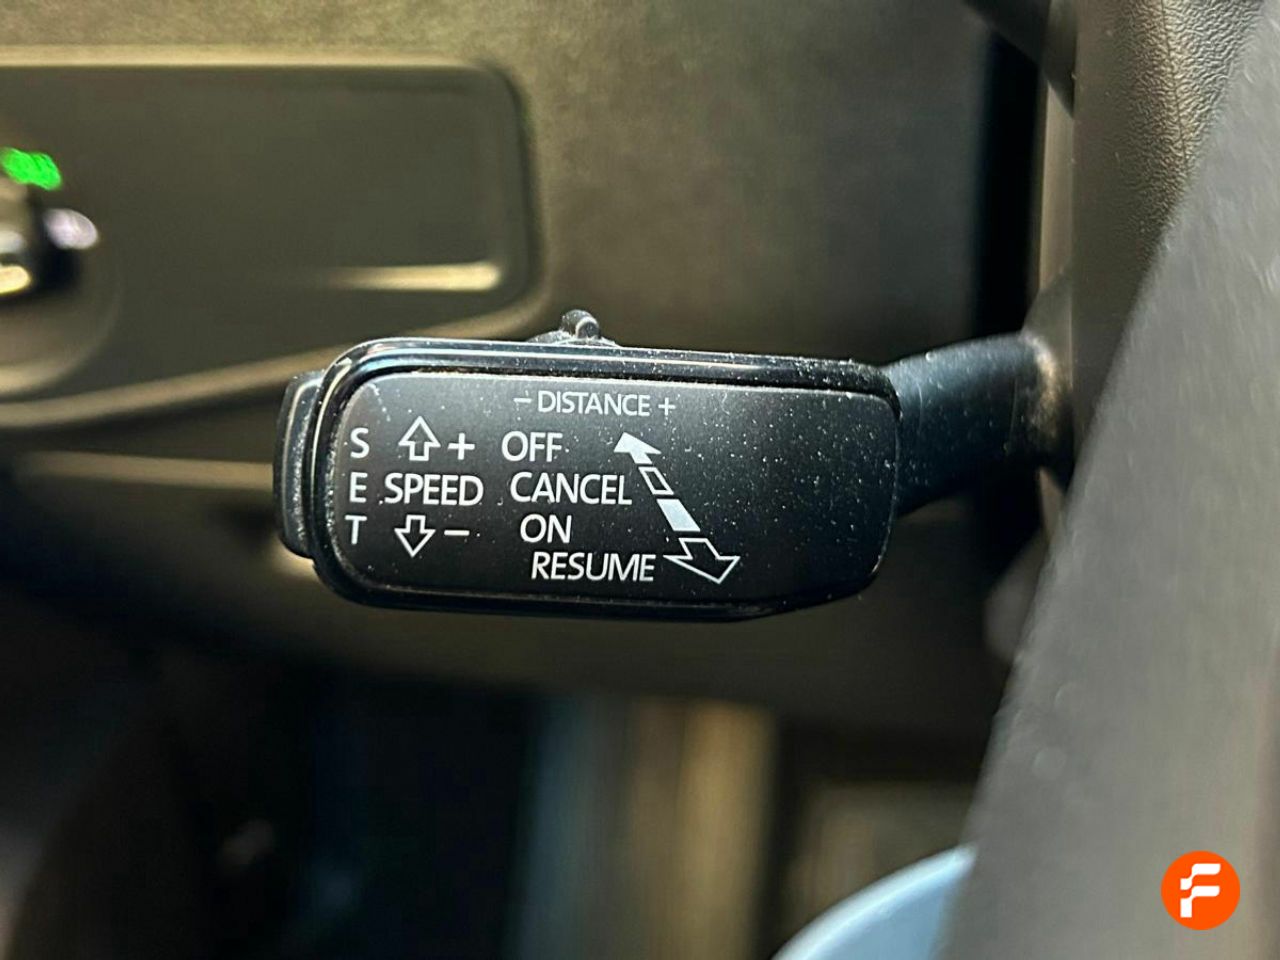 − DISTANCE +
S + OFF
E SPEED CANCEL
T − ON
RESUME